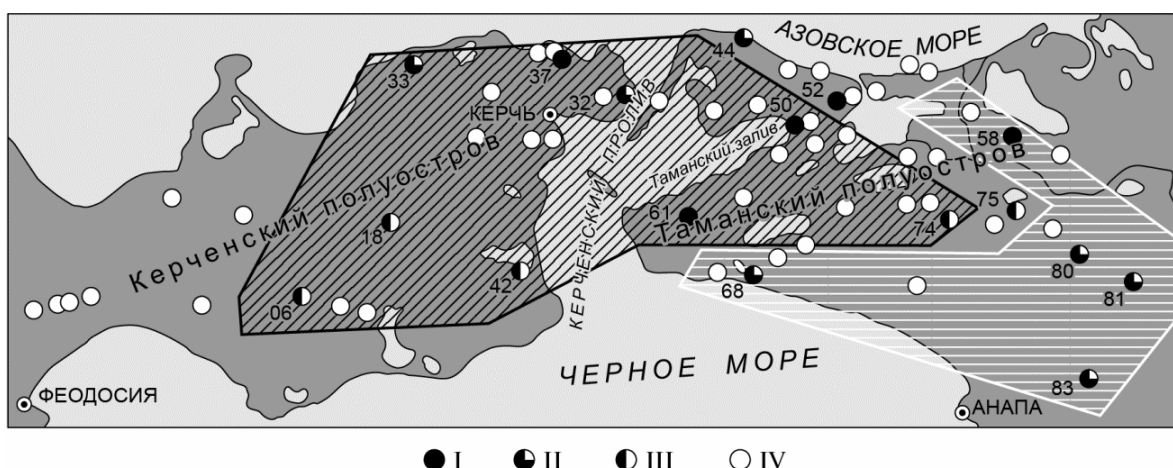 АЗОВСКОЕ МОРЕ
44
33
37
52
32
50
КЕРЧЬ
58
Керченский полуостров
КЕРЧЕНСКИЙ ПРОЛИВ
Таманский залив
Таманский полуостров
61
75
74
18
42
68
80
81
06
ЧЕРНОЕ МОРЕ
83
ФЕОДОСИЯ
АНАПА
I II III IV